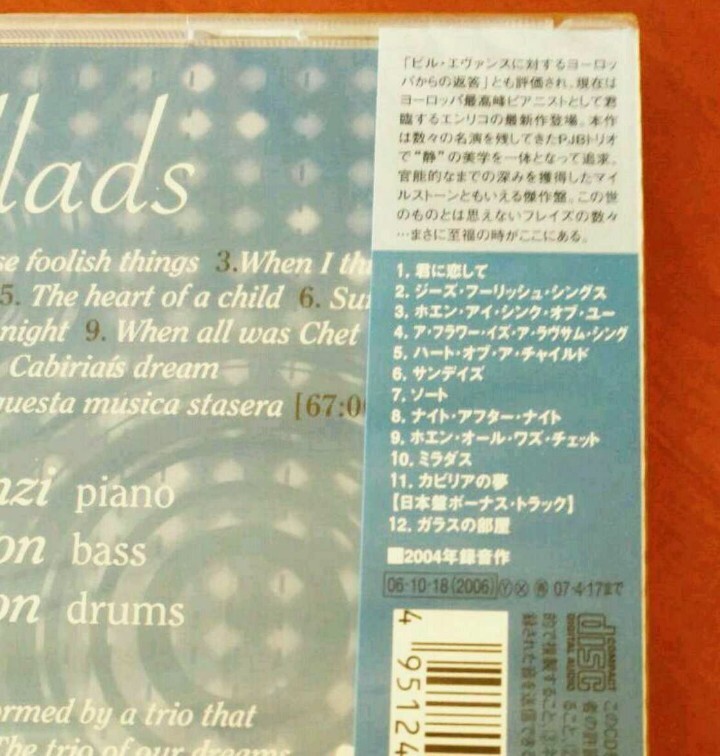 llads
se foolish things 3.When I th
5. The heart of a child 6. Su
night 9. When all was Chet
Cabiriaís dream
questa musica stasera [67:0
nzi piano
on bass
on drums
ormed by a trio that
The trio of our dreams
「ビル・エヴァンスに対するヨーロッ
パからの返答」とも評価され、現在は
ヨーロッパ最高峰ピアニストとして君
臨するエンリコの最新作登場。本作
は数々の名演を残してきたPJBトリオ
で“静”の美学を一体となって追求。
官能的なまでの深みを獲得したマイ
ルストーンともいえる傑作盤。この世
のものとは思えないフレイズの数々
…まさに至福の時がここにある。
1. 君に恋して
2. ジーズ・フーリッシュ・シングス
3. ホエン・アイ・シンク・オブ・ユー
4. ア・フラワー・イズ・ア・ラヴサム・シング
5. ハート・オブ・ア・チャイルド
6. サンデイズ
7. ソート
8. ナイト・アフター・ナイト
9. ホエン・オール・ワズ・チェット
10. ミラダス
11. カビリアの夢
【日本盤ボーナス・トラック】
12. ガラスの部屋
■2004年録音作
06·10·18(2006)Ⓨ Ⓧ 07·4·17まで
4 95124
COMPACT
disc
DIGITAL AUDIO
このCD